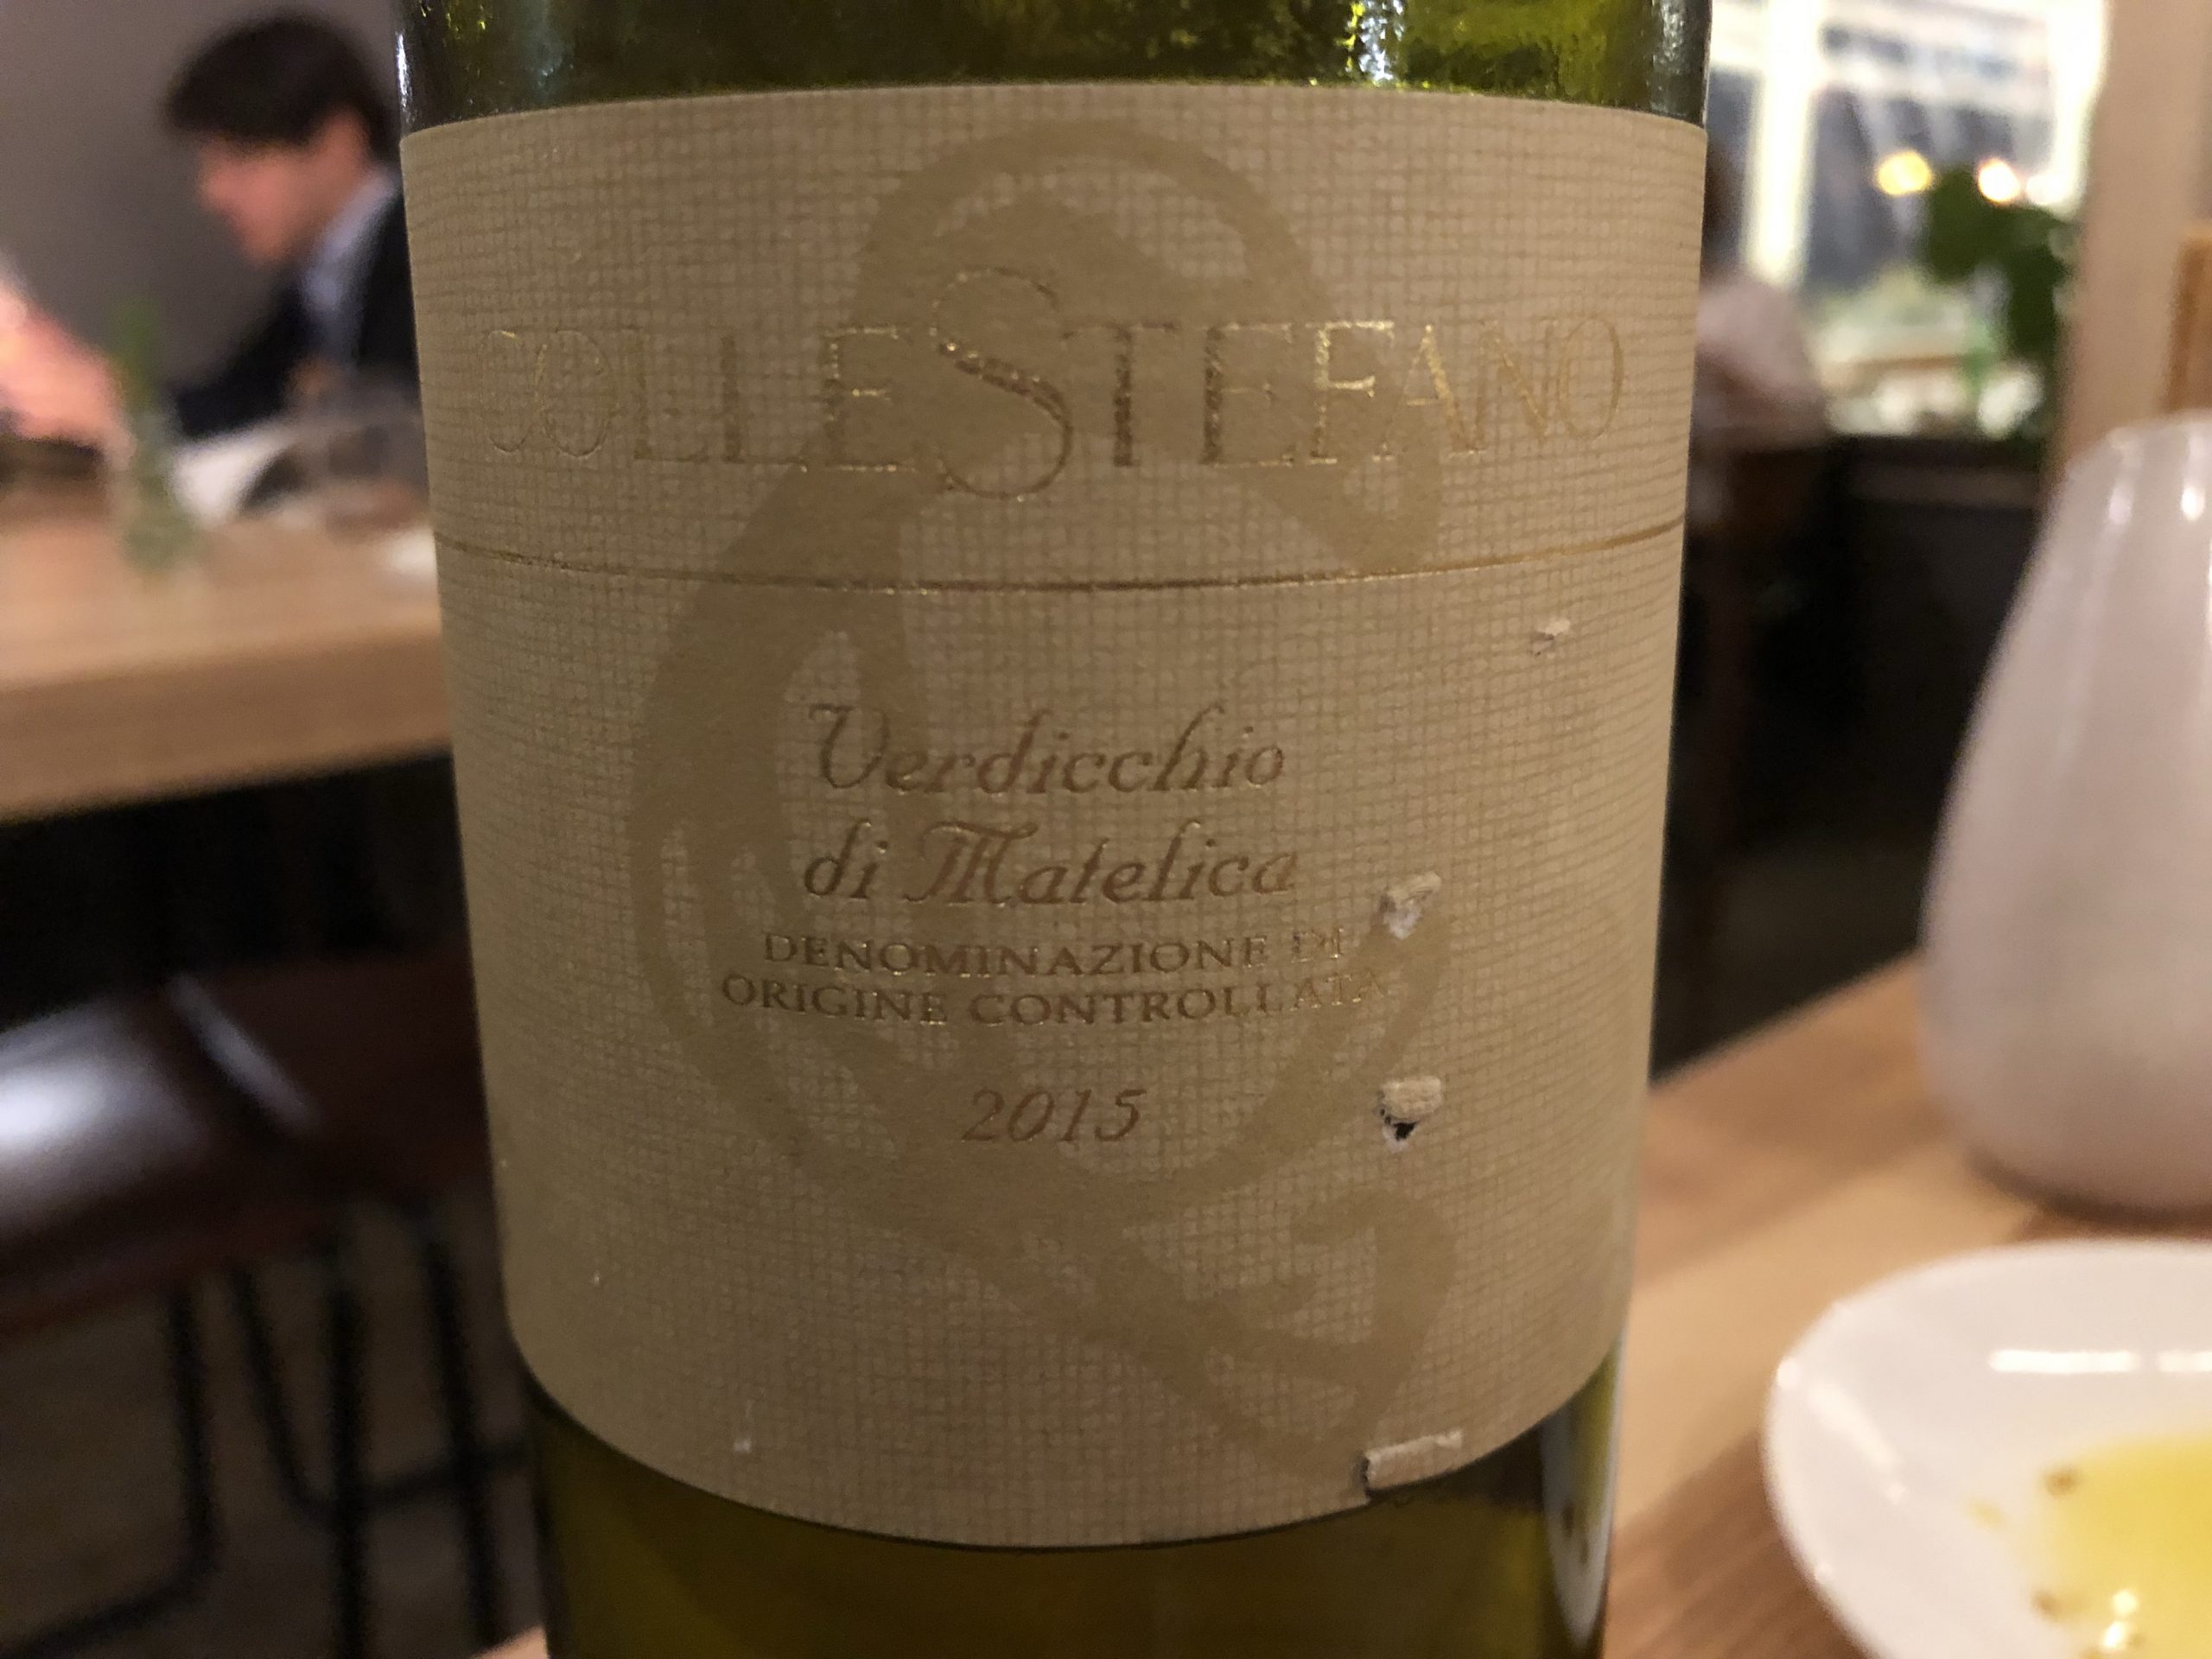 COLLESTEFANO
Verdicchio
di Matelica
DENOMINAZIONE DI
ORIGINE CONTROLLATA
2015